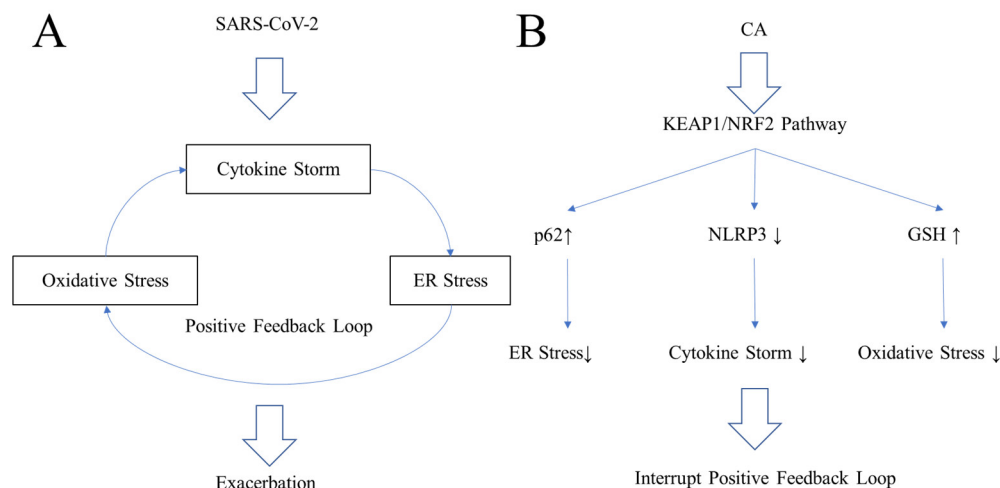 A
SARS-CoV-2
Cytokine Storm
Oxidative Stress
ER Stress
Positive Feedback Loop
Exacerbation
B
CA
KEAP1/NRF2 Pathway
p62↑
NLRP3 ↓
GSH ↑
ER Stress↓
Cytokine Storm ↓
Oxidative Stress ↓
Interrupt Positive Feedback Loop